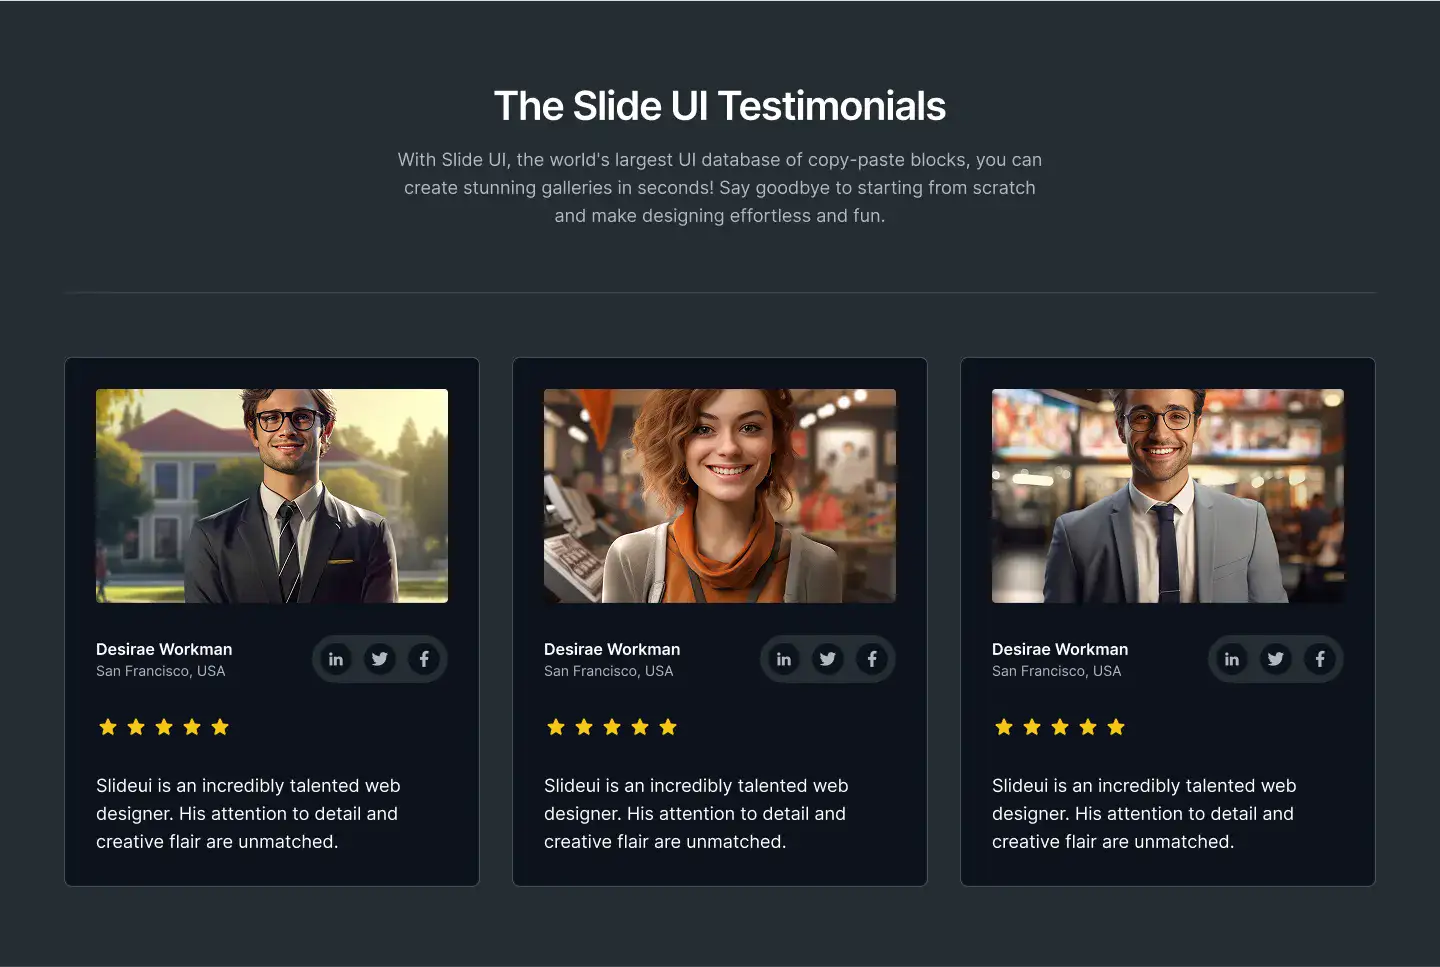 The Slide UI Testimonials
With Slide UI, the world's largest UI database of copy-paste blocks, you can
create stunning galleries in seconds! Say goodbye to starting from scratch
and make designing effortless and fun.
Desirae Workman
San Francisco, USA
in
f
Slideui is an incredibly talented web
designer. His attention to detail and
creative flair are unmatched.
Desirae Workman
San Francisco, USA
in
f
Slideui is an incredibly talented web
designer. His attention to detail and
creative flair are unmatched.
Desirae Workman
San Francisco, USA
in
f
Slideui is an incredibly talented web
designer. His attention to detail and
creative flair are unmatched.